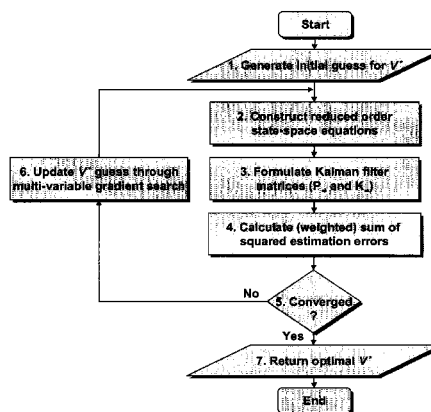 Start
1. Generate initial guess for V*
2. Construct reduced order
state-space equations
3. Formulate Kalman filter
matrices (P∞ and K∞)
4. Calculate (weighted) sum of
squared estimation errors
5. Converged
?
No
6. Update V* guess through
multi-variable gradient search
Yes
7. Return optimal V*
End